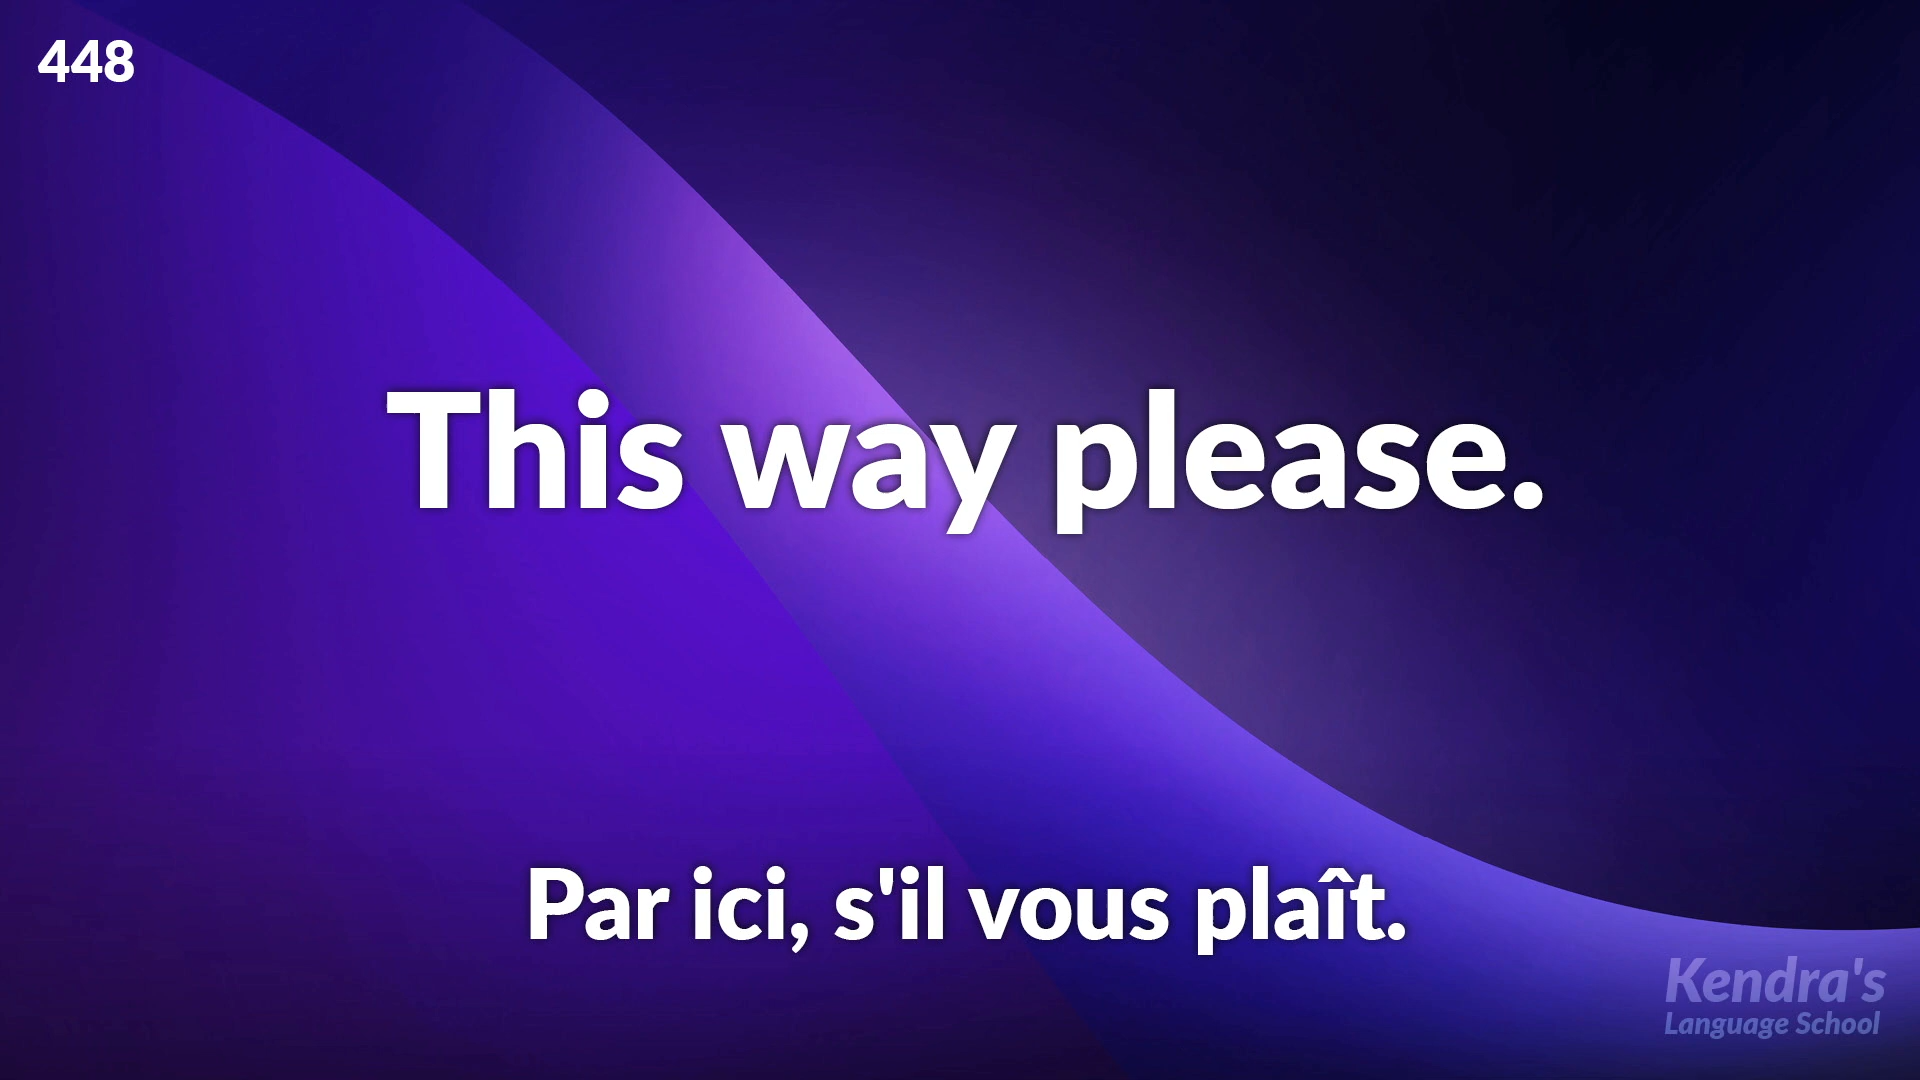 448
This way please.
Par ici, s'il vous plaît.
Kendra's
Language School